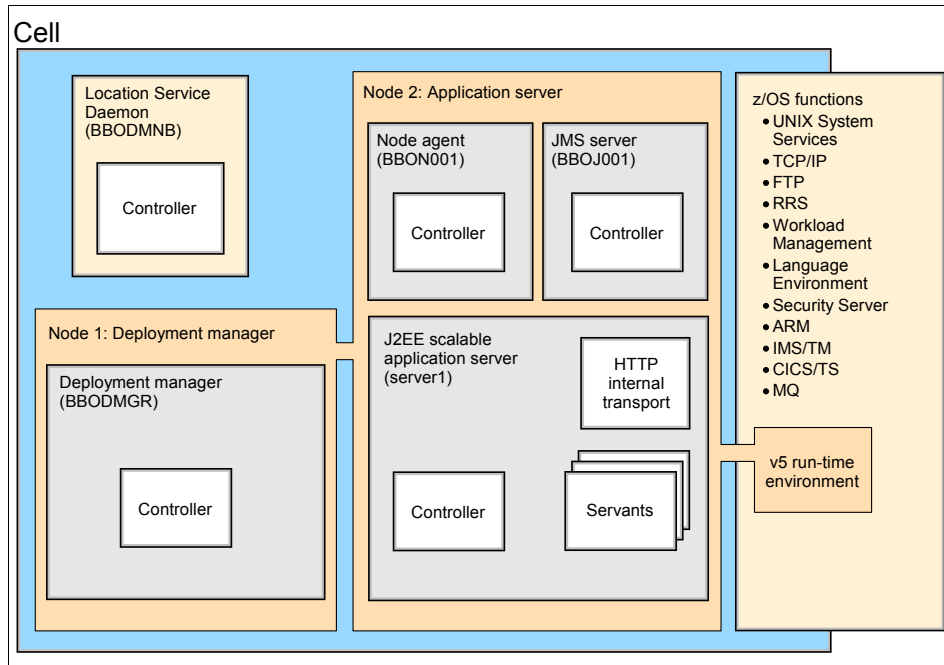 Cell
Location Service
Daemon
(BBODMNB)
Controller
Node 1: Deployment manager
Deployment manager
(BBODMGR)
Controller
Node 2: Application server
Node agent
(BBON001)
Controller
JMS server
(BBOJ001)
Controller
J2EE scalable
application server
(server1)
HTTP
internal
transport
Controller
Servants
z/OS functions
• UNIX System
Services
• TCP/IP
• FTP
• RRS
• Workload
Management
• Language
Environment
• Security Server
• ARM
• IMS/TM
• CICS/TS
• MQ
v5 run-time
environment